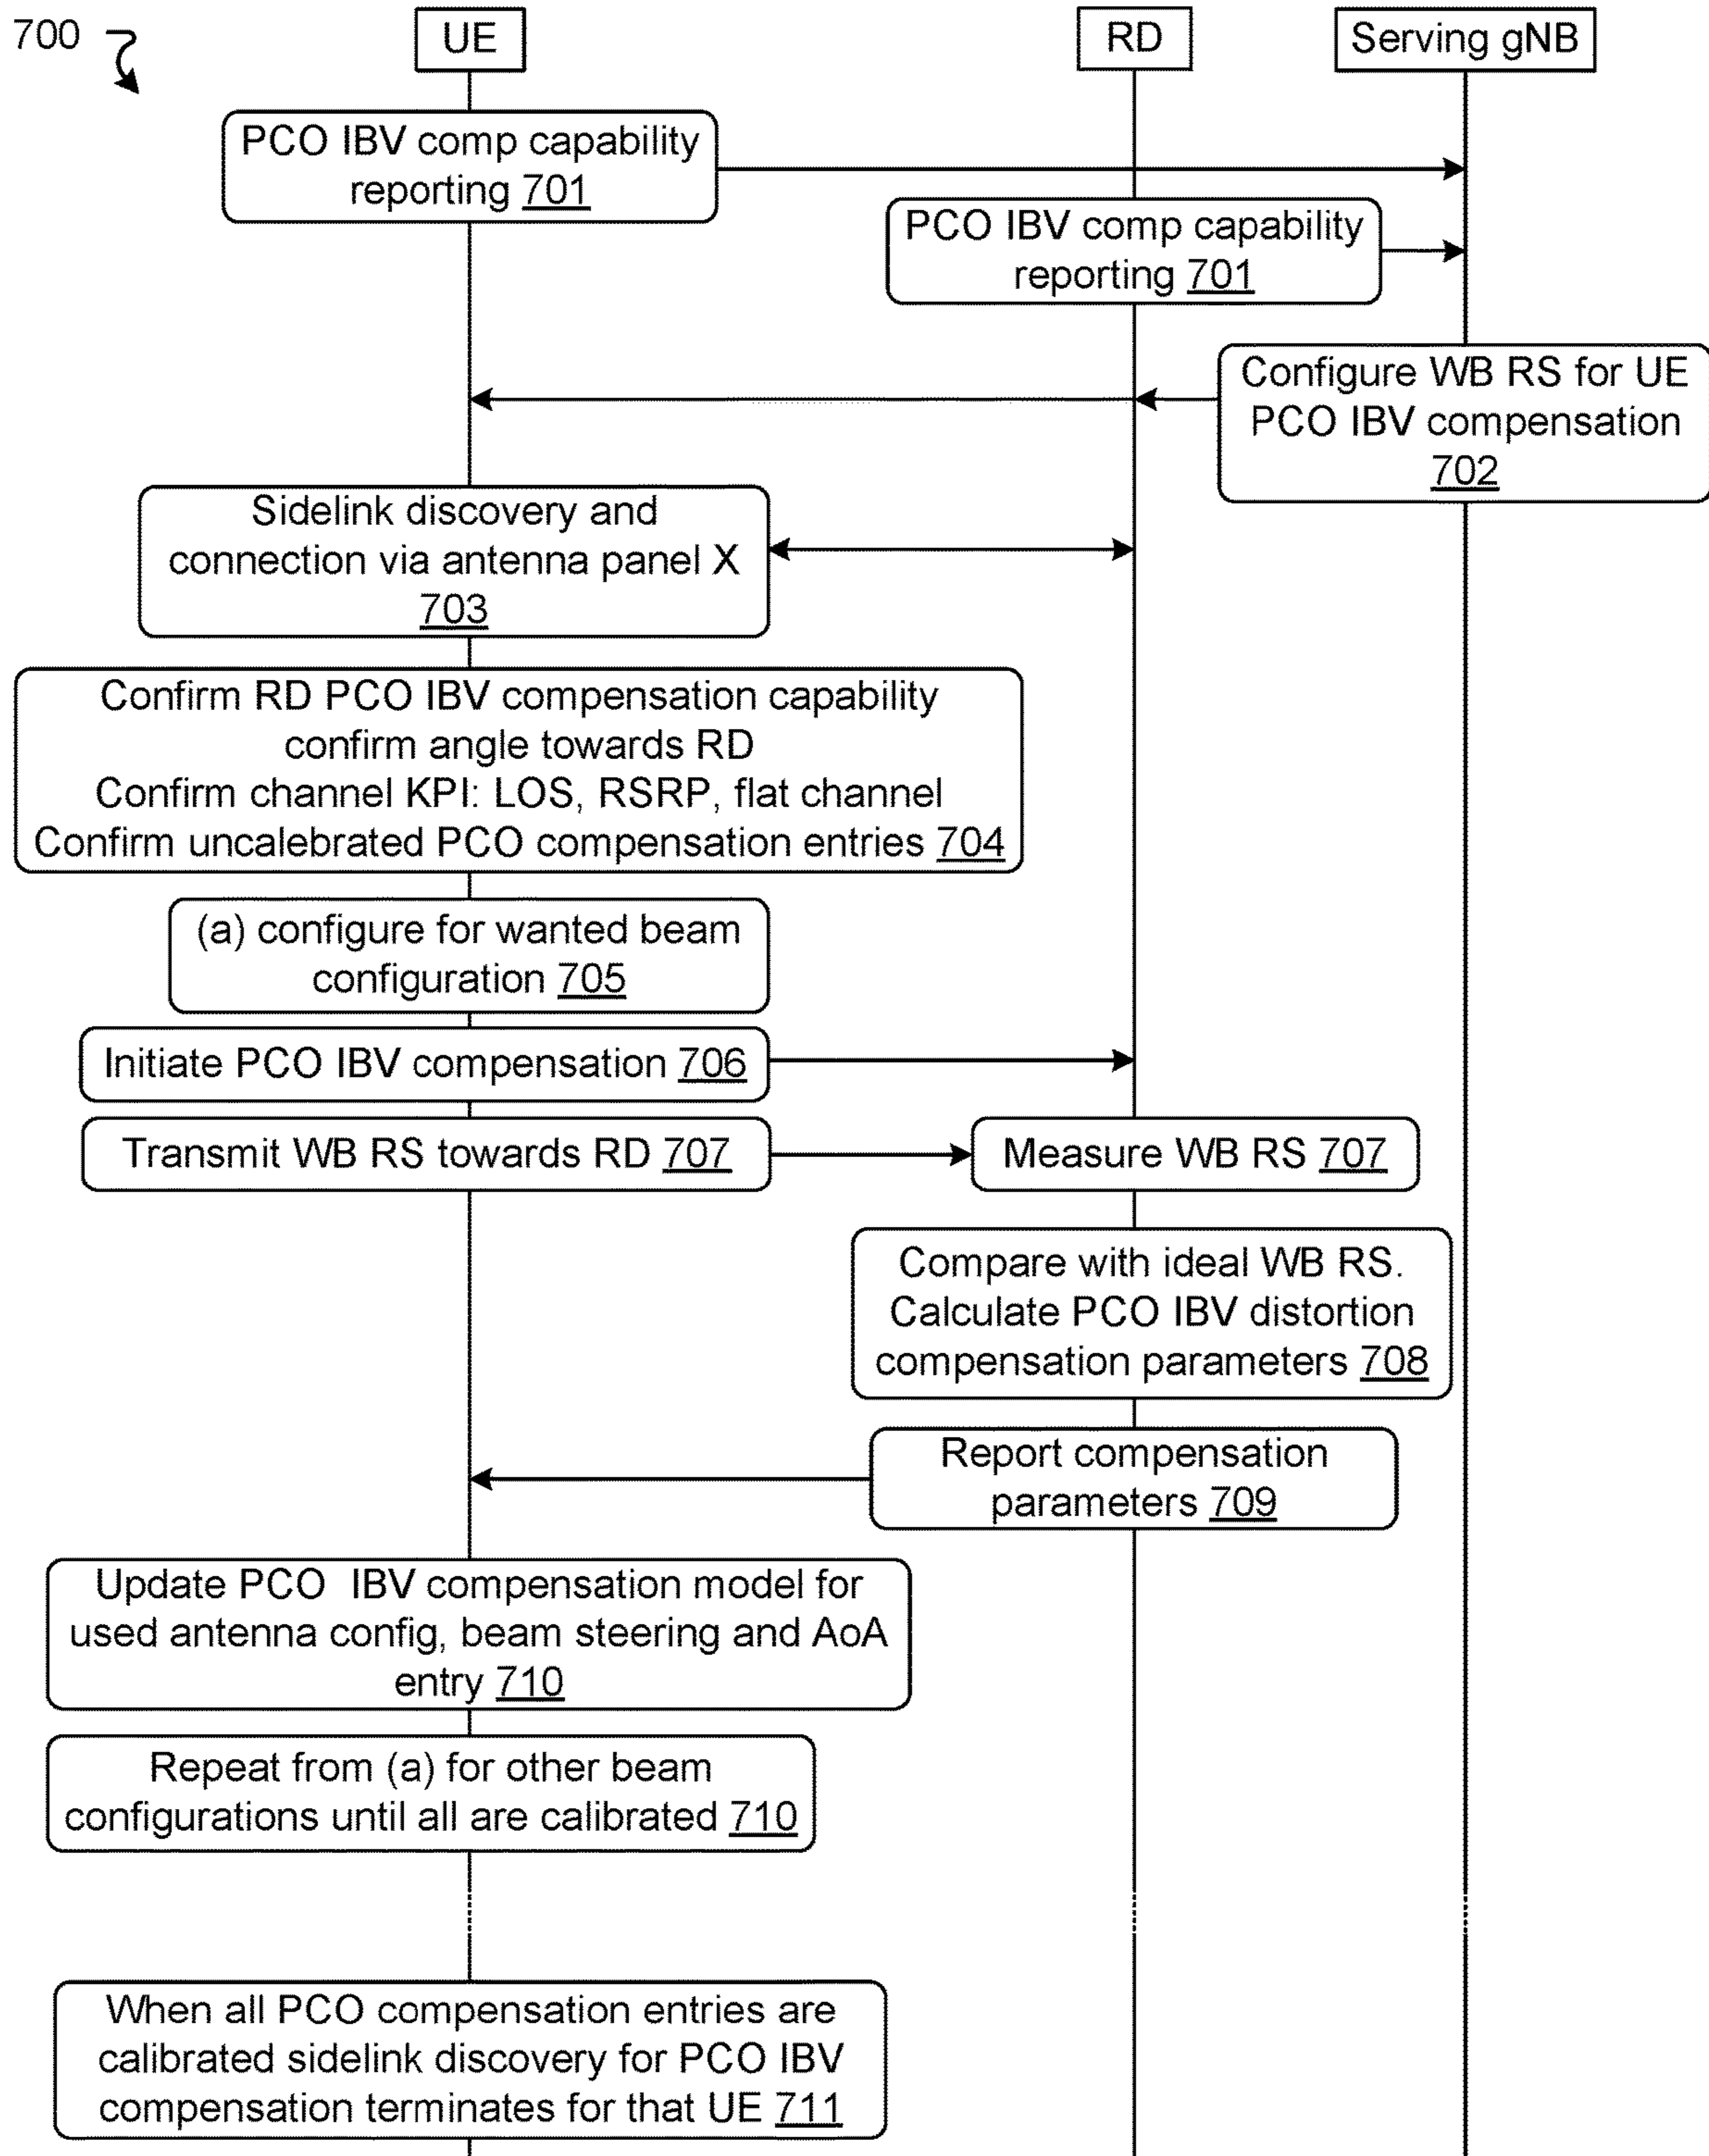 700
UE
RD
Serving gNB
PCO IBV comp capability
reporting 701
PCO IBV comp capability
reporting 701
Configure WB RS for UE
PCO IBV compensation
702
Sidelink discovery and
connection via antenna panel X
703
Confirm RD PCO IBV compensation capability
confirm angle towards RD
Confirm channel KPI: LOS, RSRP, flat channel
Confirm uncalebrated PCO compensation entries 704
(a) configure for wanted beam
configuration 705
Initiate PCO IBV compensation 706
Transmit WB RS towards RD 707
Measure WB RS 707
Compare with ideal WB RS.
Calculate PCO IBV distortion
compensation parameters 708
Report compensation
parameters 709
Update PCO IBV compensation model for
used antenna config, beam steering and AoA
entry 710
Repeat from (a) for other beam
configurations until all are calibrated 710
When all PCO compensation entries are
calibrated sidelink discovery for PCO IBV
compensation terminates for that UE 711